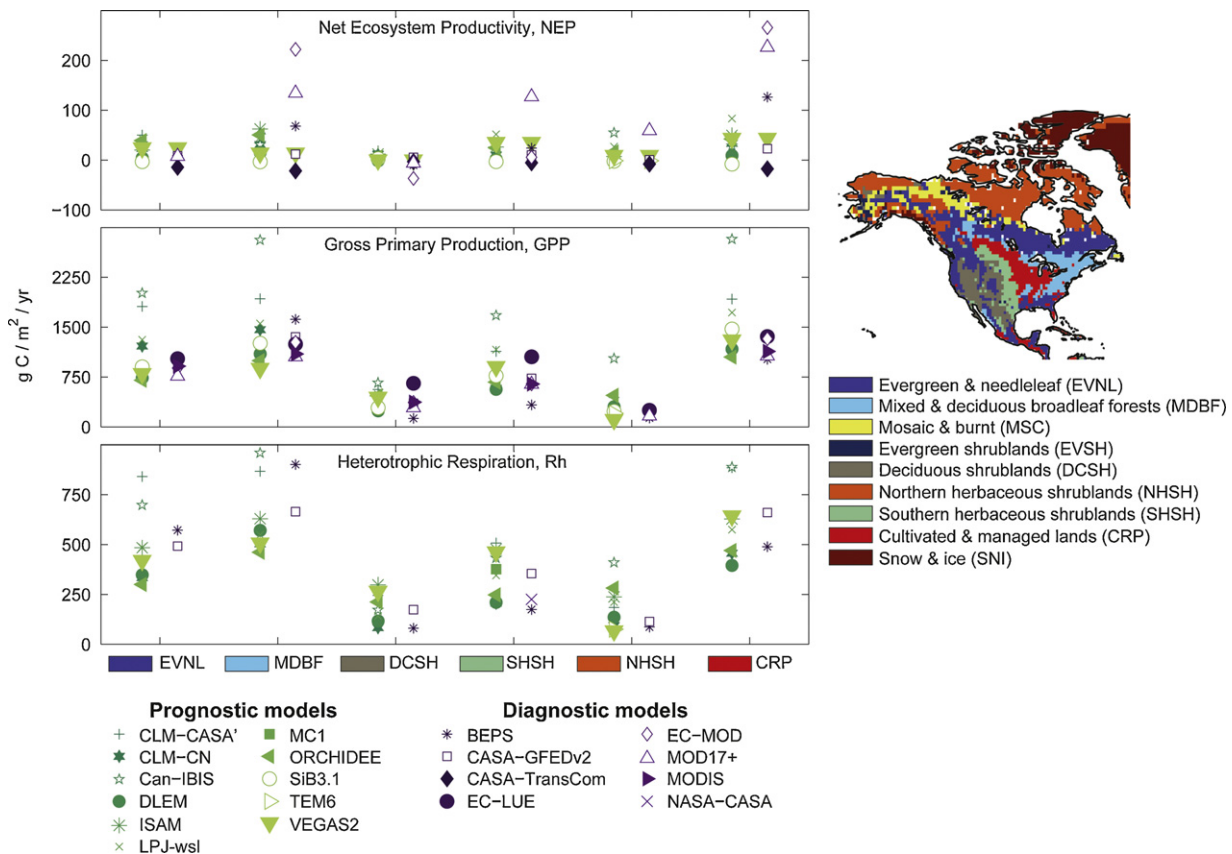 Net Ecosystem Productivity, NEP
200
100
0
−100
Gross Primary Production, GPP
2250
1500
750
0
g C / m² / yr
Heterotrophic Respiration, Rh
750
500
250
0
EVNL
MDBF
DCSH
SHSH
NHSH
CRP
Prognostic models
CLM−CASA'
CLM−CN
Can−IBIS
DLEM
ISAM
LPJ-wsl
MC1
ORCHIDEE
SiB3.1
TEM6
VEGAS2
Diagnostic models
BEPS
CASA−GFEDv2
CASA−TransCom
EC−LUE
EC−MOD
MOD17+
MODIS
NASA−CASA
Evergreen & needleleaf (EVNL)
Mixed & deciduous broadleaf forests (MDBF)
Mosaic & burnt (MSC)
Evergreen shrublands (EVSH)
Deciduous shrublands (DCSH)
Northern herbaceous shrublands (NHSH)
Southern herbaceous shrublands (SHSH)
Cultivated & managed lands (CRP)
Snow & ice (SNI)